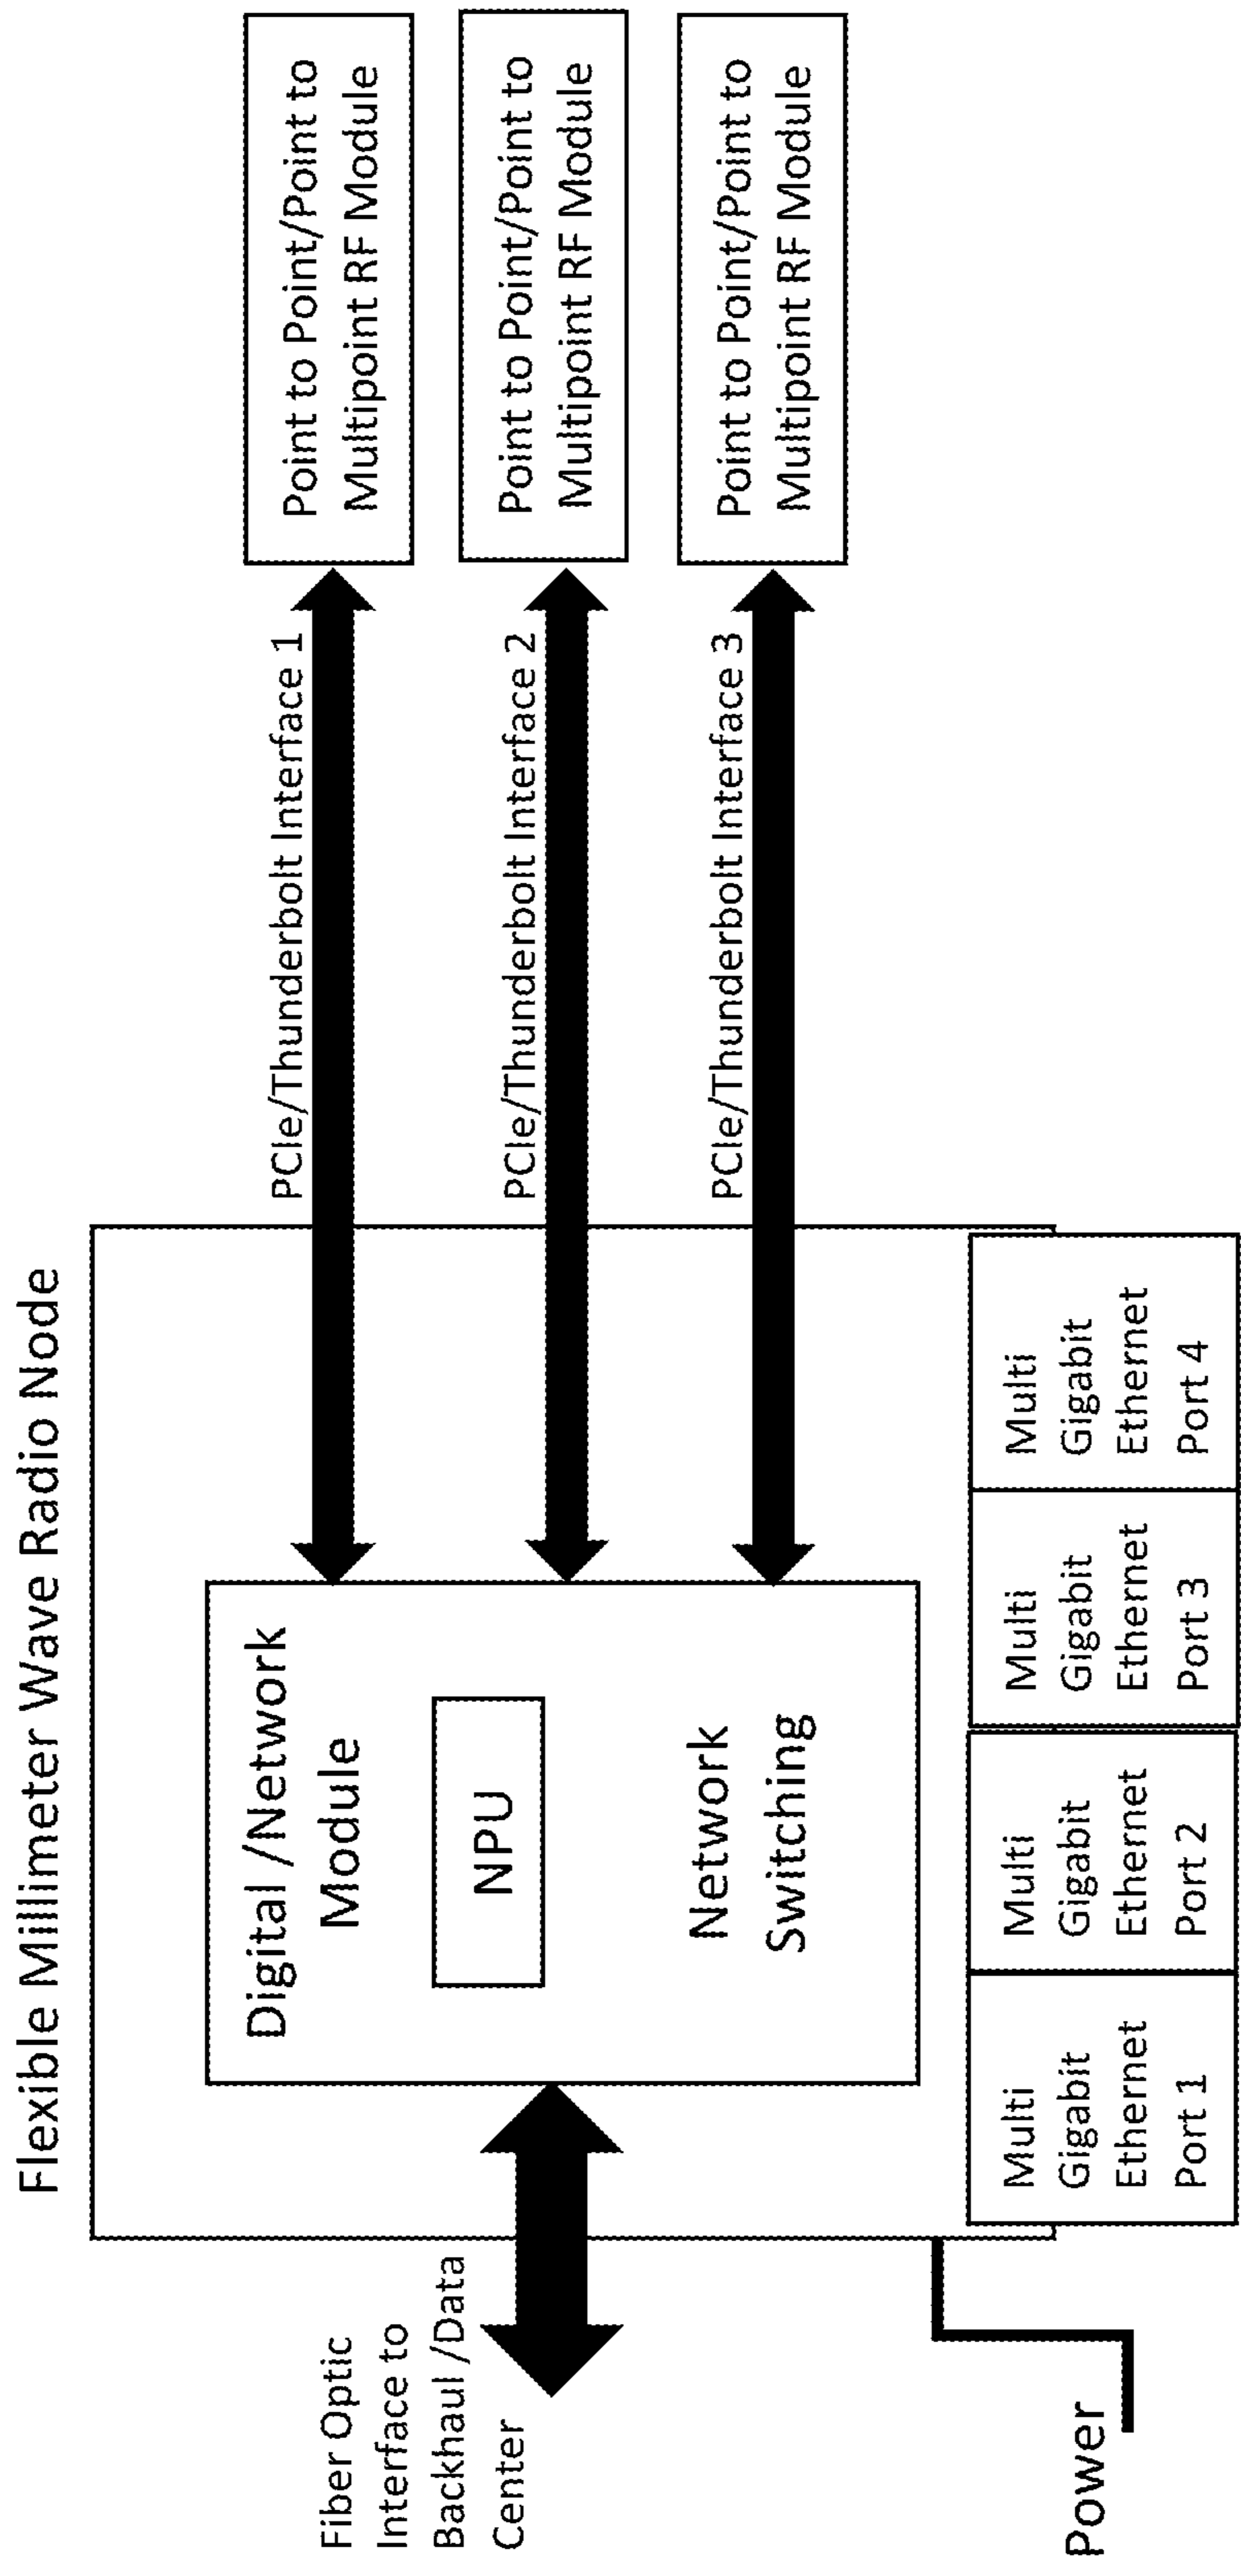 Flexible Millimeter Wave Radio Node
Fiber Optic
Interface to
Backhaul /Data
Center
Power
Digital /Network
Module
NPU
Network
Switching
PCIe/Thunderbolt Interface 1
PCIe/Thunderbolt Interface 2
PCIe/Thunderbolt Interface 3
Point to Point/Point to
Multipoint RF Module
Point to Point/Point to
Multipoint RF Module
Point to Point/Point to
Multipoint RF Module
Multi
Gigabit
Ethernet
Port 1
Multi
Gigabit
Ethernet
Port 2
Multi
Gigabit
Ethernet
Port 3
Multi
Gigabit
Ethernet
Port 4